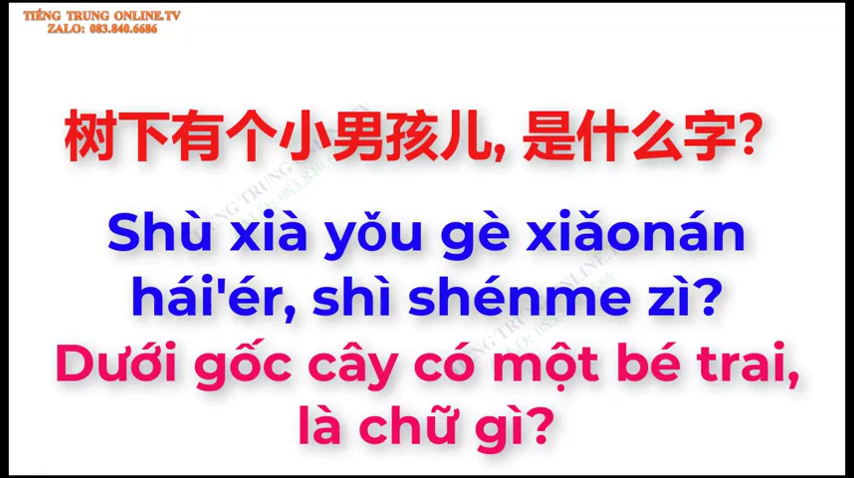 TIẾNG TRUNG ONLINE.TV
ZALO: 083.840.6686
树下有个小男孩儿, 是什么字?
Shù xià yǒu gè xiǎonán
hái'ér, shì shénme zì?
Dưới gốc cây có một bé trai,
là chữ gì?